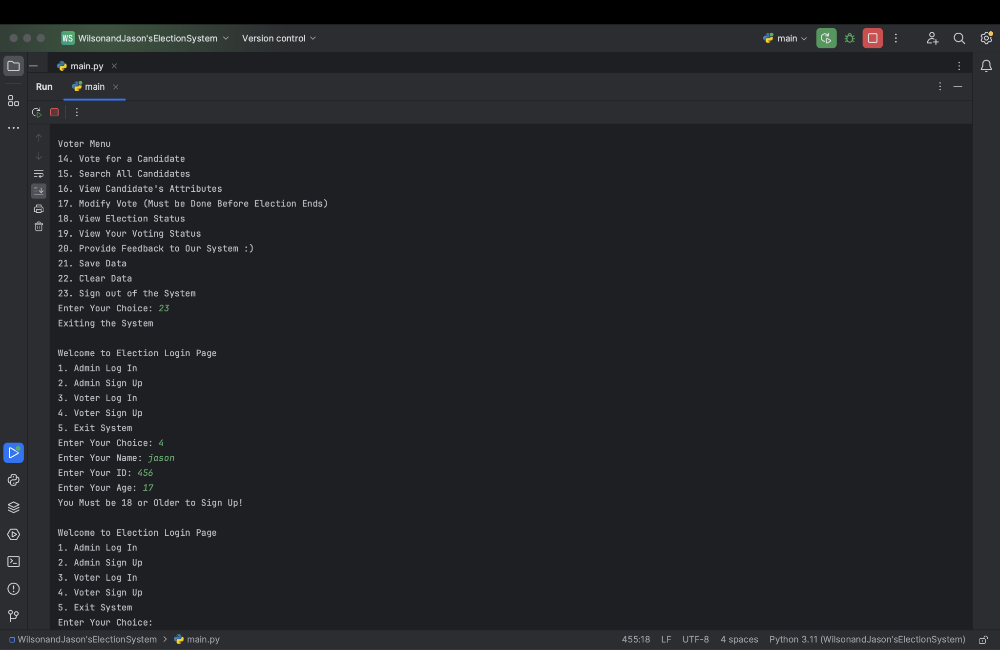 WS WilsonandJason'sElectionSystem Version control main
main.py
Run main
Voter Menu
14. Vote for a Candidate
15. Search All Candidates
16. View Candidate's Attributes
17. Modify Vote (Must be Done Before Election Ends)
18. View Election Status
19. View Your Voting Status
20. Provide Feedback to Our System :)
21. Save Data
22. Clear Data
23. Sign out of the System
Enter Your Choice: 23
Exiting the System
Welcome to Election Login Page
1. Admin Log In
2. Admin Sign Up
3. Voter Log In
4. Voter Sign Up
5. Exit System
Enter Your Choice: 4
Enter Your Name: jason
Enter Your ID: 456
Enter Your Age: 17
You Must be 18 or Older to Sign Up!
Welcome to Election Login Page
1. Admin Log In
2. Admin Sign Up
3. Voter Log In
4. Voter Sign Up
5. Exit System
Enter Your Choice:
WilsonandJason'sElectionSystem > main.py 455:18 LF UTF-8 4 spaces Python 3.11 (WilsonandJason'sElectionSystem)